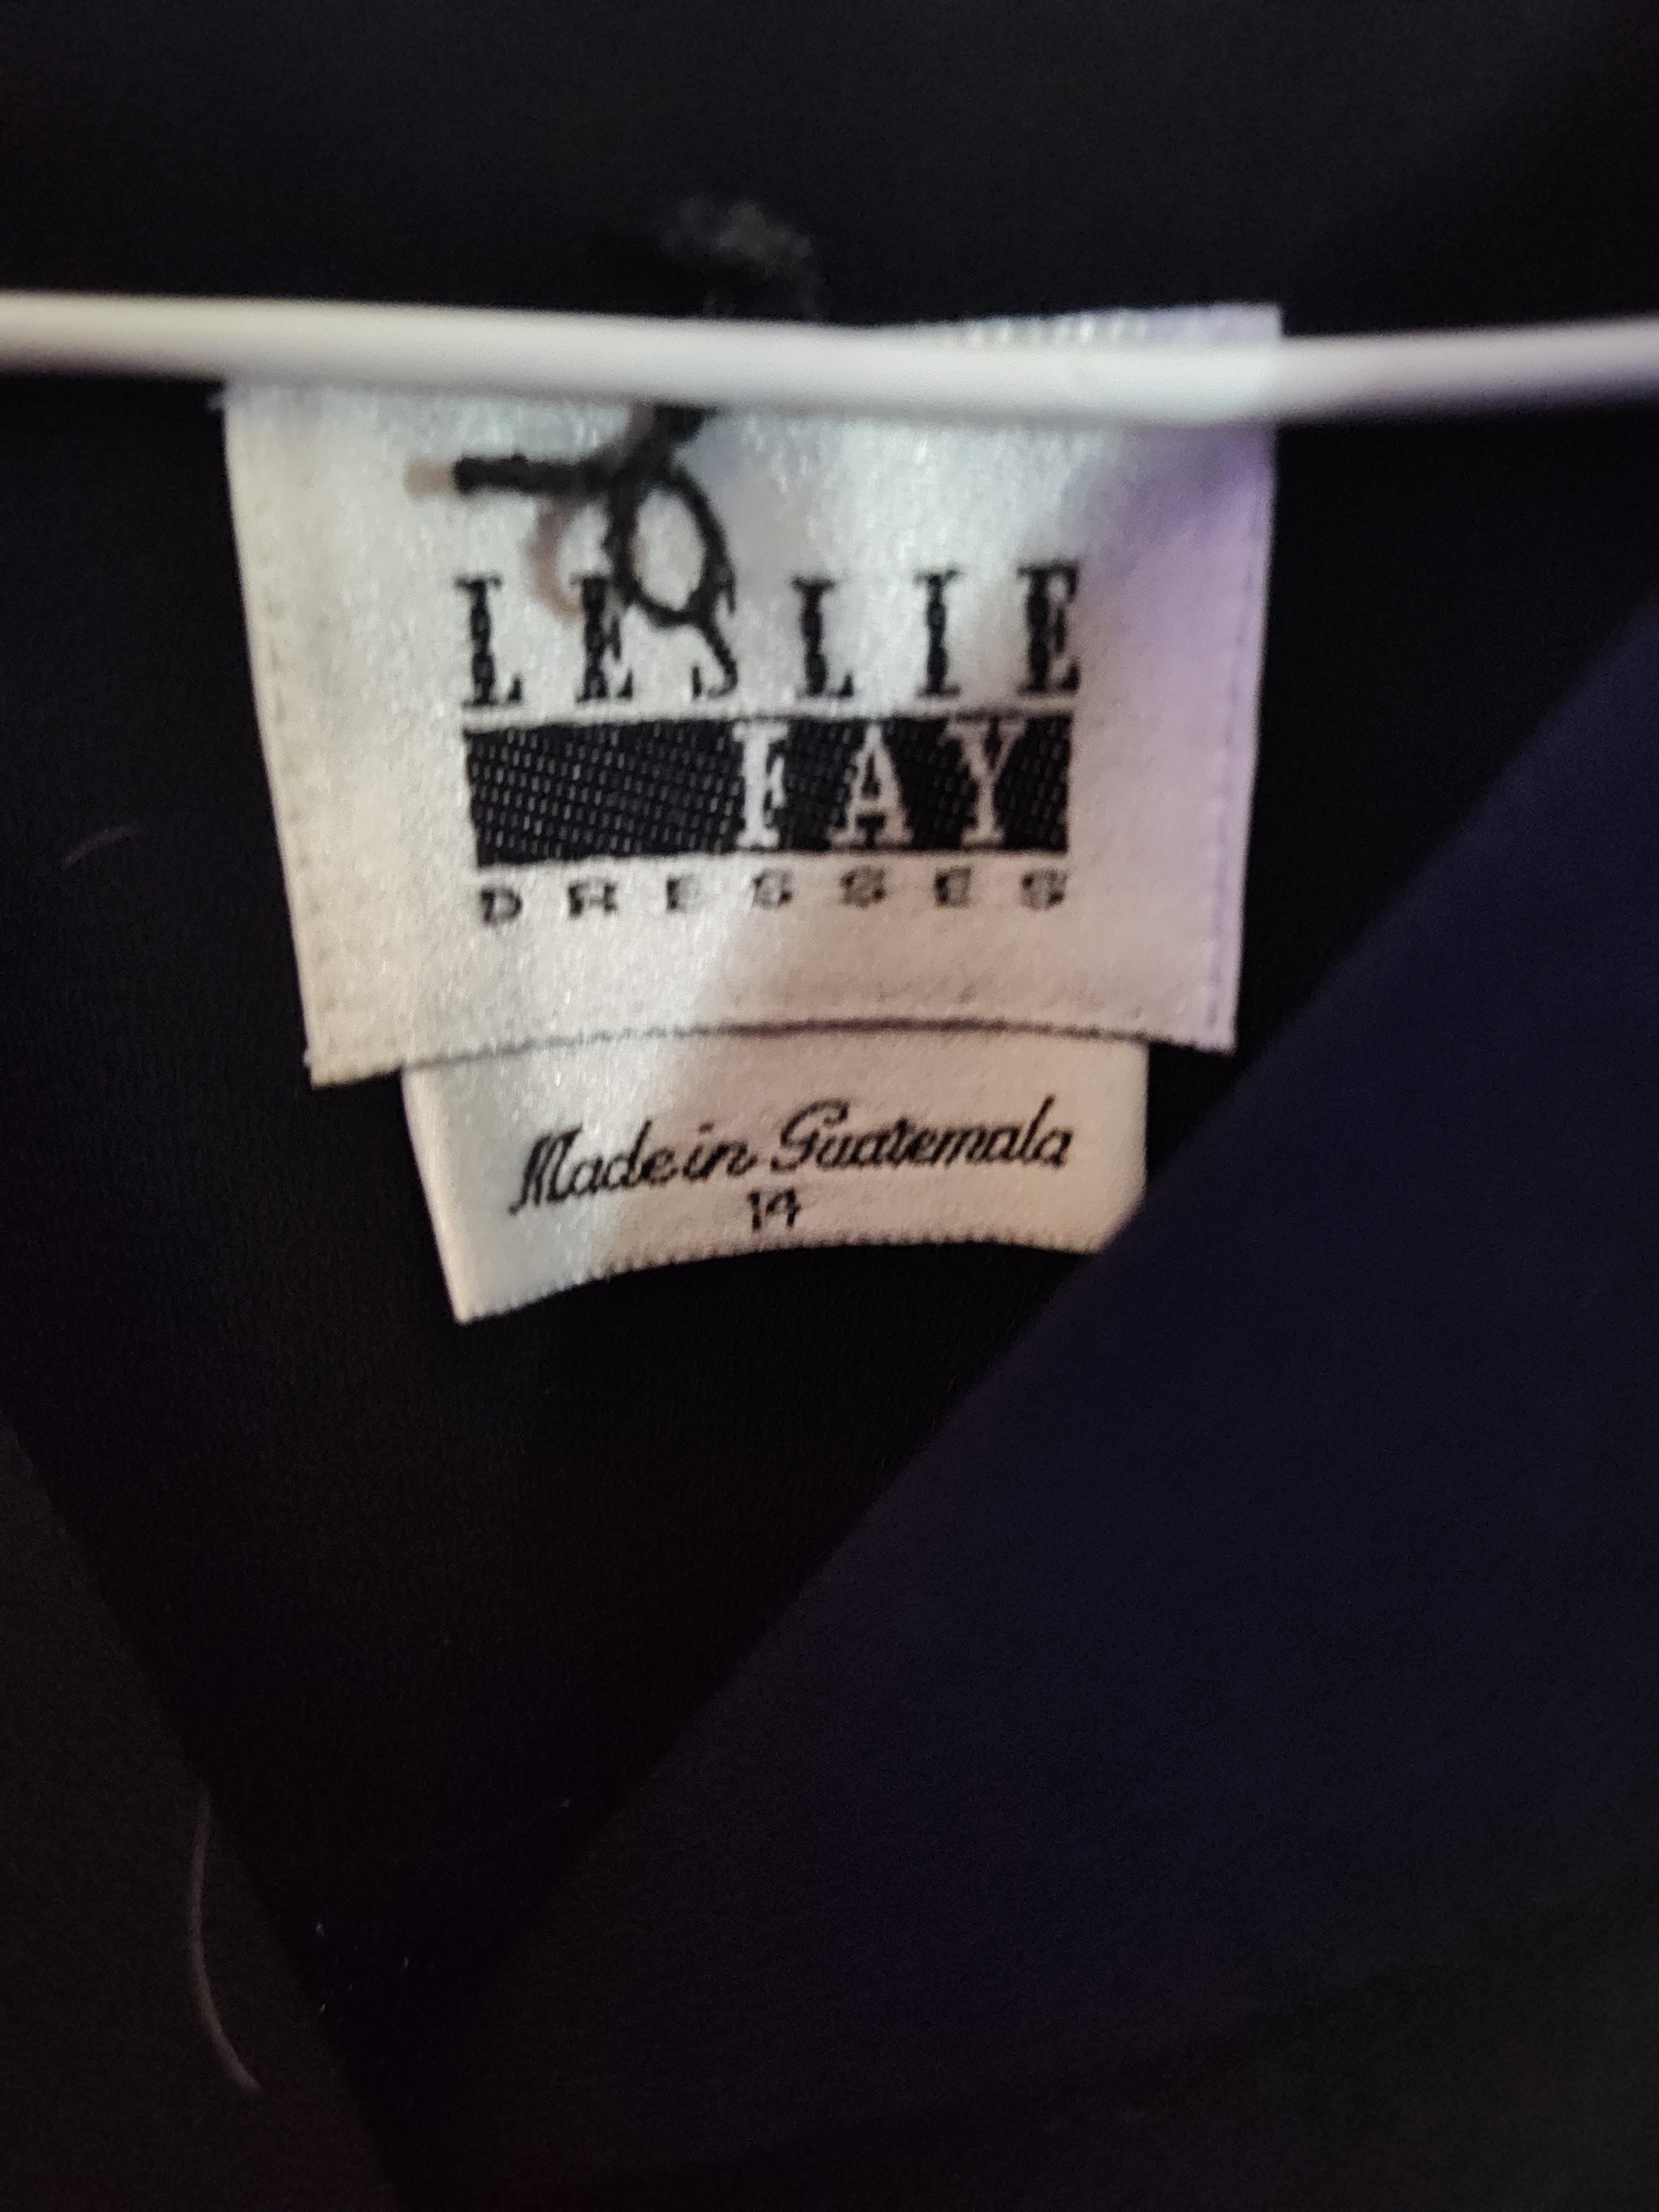 LESLIE
FAY
DRESSES
Made in Guatemala
14